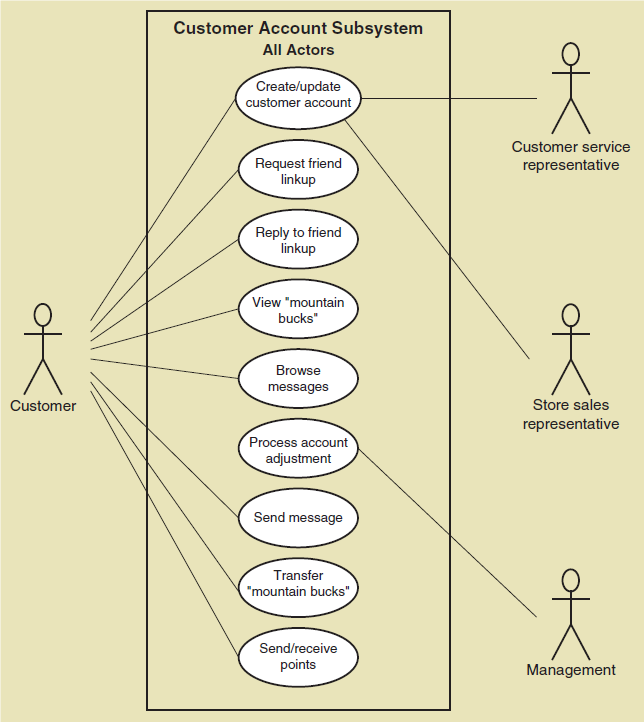 Customer Account Subsystem
All Actors
Create/update
customer account
Request friend
linkup
Reply to friend
linkup
View "mountain
bucks"
Browse
messages
Process account
adjustment
Send message
Transfer
"mountain bucks"
Send/receive
points
Customer
Customer service
representative
Store sales
representative
Management